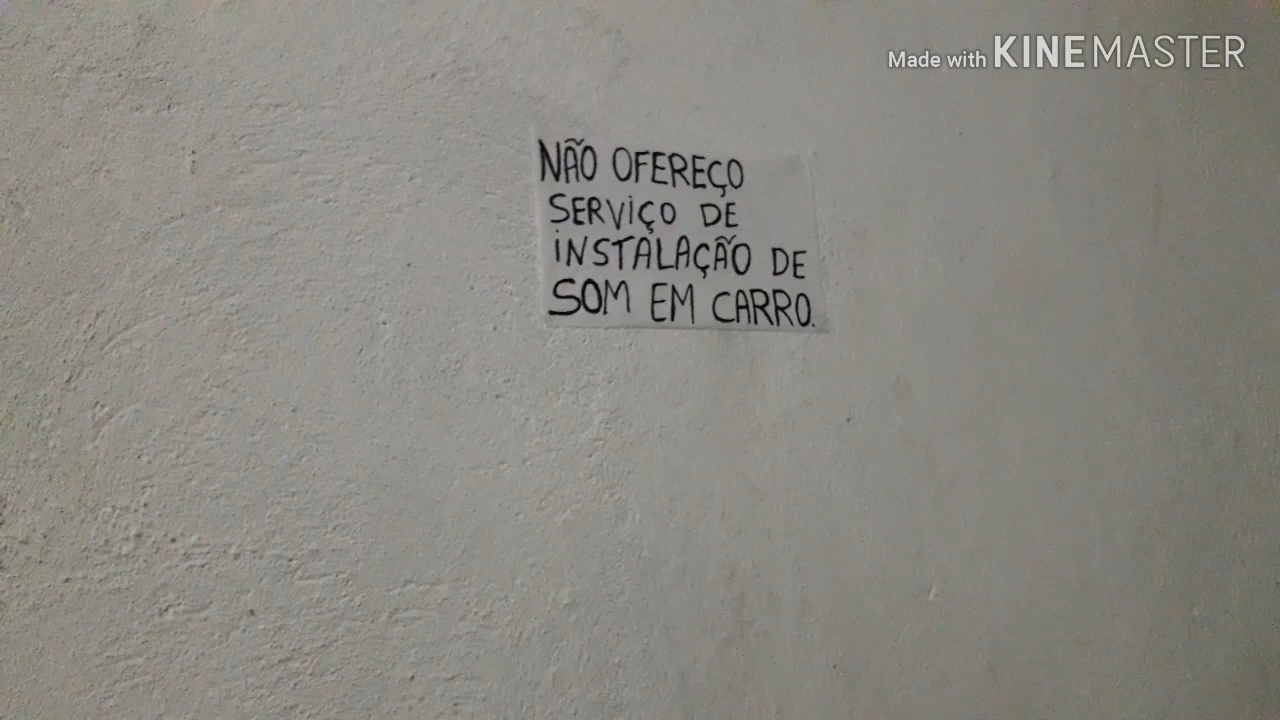 Made with KINEMASTER
NÃO OFEREÇO
SERVIÇO DE
INSTALAÇÃO DE
SOM EM CARRO.